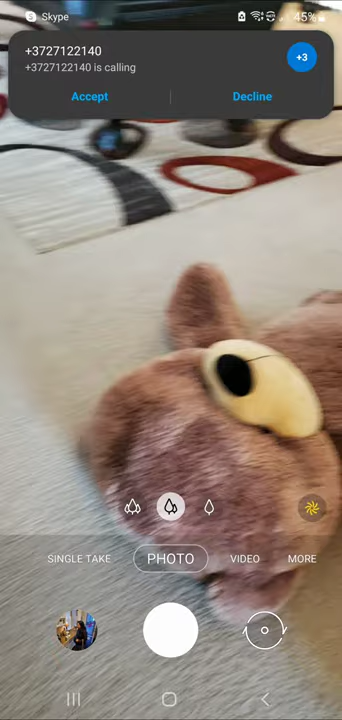 Skype
45%
+3727122140
+3727122140 is calling
+3
Accept
Decline
SINGLE TAKE
PHOTO
VIDEO
MORE